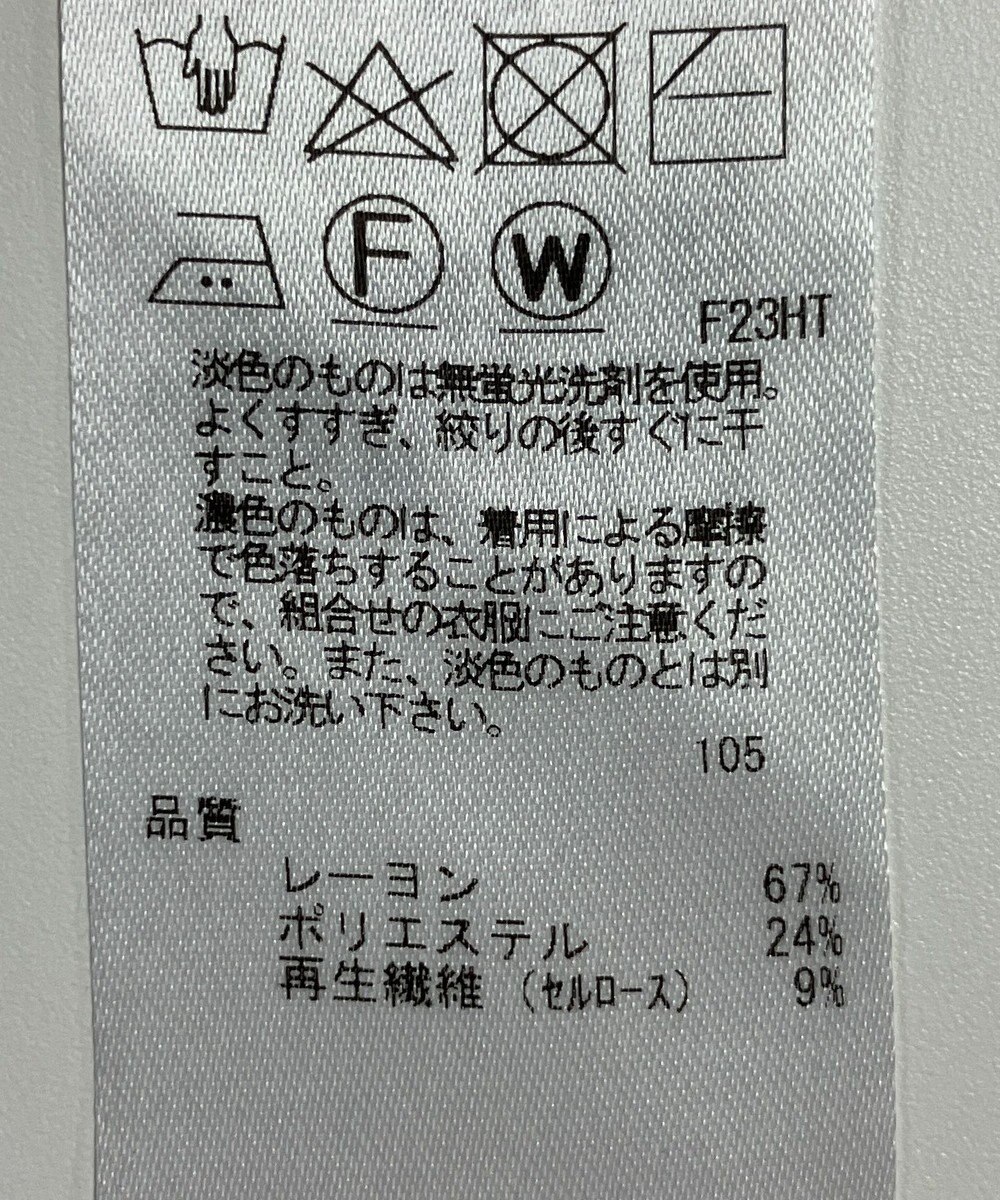 F
W
F23HT
淡色のものは無蛍光洗剤を使用。
よくすすぎ、絞りの後すぐに干
すこと。
濃色のものは、着用による摩擦
で色落ちすることがありますの
で、組合せの衣服にご注意くだ
さい。また、淡色のものとは別
にお洗い下さい。
105
品質
レーヨン 67%
ポリエステル 24%
再生繊維（セルロース） 9%